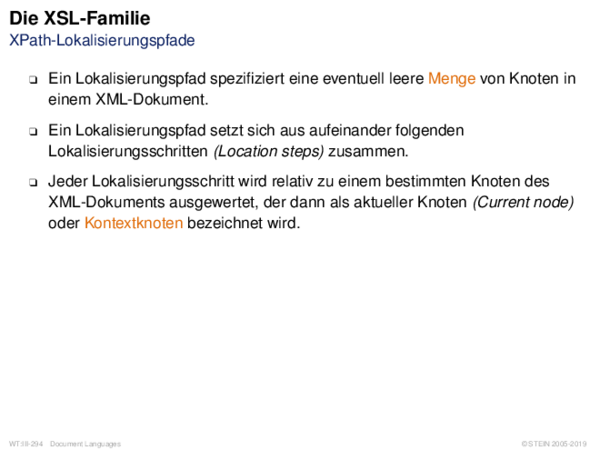 Die XSL-Familie
XPath-Lokalisierungspfade
❑ Ein Lokalisierungspfad spezifiziert eine eventuell leere Menge von Knoten in
einem XML-Dokument.
❑ Ein Lokalisierungspfad setzt sich aus aufeinander folgenden
Lokalisierungsschritten (Location steps) zusammen.
❑ Jeder Lokalisierungsschritt wird relativ zu einem bestimmten Knoten des
XML-Dokuments ausgewertet, der dann als aktueller Knoten (Current node)
oder Kontextknoten bezeichnet wird.
WT:III-294 Document Languages © STEIN 2005-2019